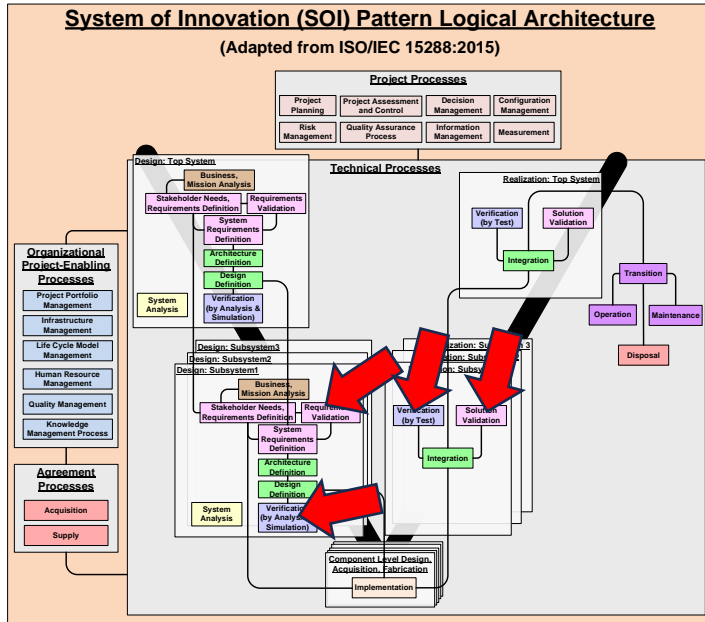 System of Innovation (SOI) Pattern Logical Architecture
(Adapted from ISO/IEC 15288:2015)
Project Processes
Project
Planning
Project Assessment
and Control
Decision
Management
Configuration
Management
Risk
Management
Quality Assurance
Process
Information
Management
Measurement
Technical Processes
Design: Top System
Business,
Mission Analysis
Stakeholder Needs,
Requirements Definition
Requirements
Validation
System
Requirements
Definition
Architecture
Definition
Design
Definition
System
Analysis
Verification
(by Analysis &
Simulation)
Realization: Top System
Verification
(by Test)
Solution
Validation
Integration
Transition
Operation
Maintenance
Disposal
Organizational
Project-Enabling
Processes
Project Portfolio
Management
Infrastructure
Management
Life Cycle Model
Management
Human Resource
Management
Quality Management
Knowledge
Management Process
Agreement
Processes
Acquisition
Supply
Design: Subsystem3
Design: Subsystem2
Design: Subsystem1
Business,
Mission Analysis
Stakeholder Needs,
Requirements Definition
Validation
System
Requirements
Definition
Architecture
Definition
Design
Definition
System
Analysis
Verification
(by Analysis
Simulation)
3
(by Test)
Solution
Validation
Integration
Component Level Design,
Acquisition, Fabrication
Implementation